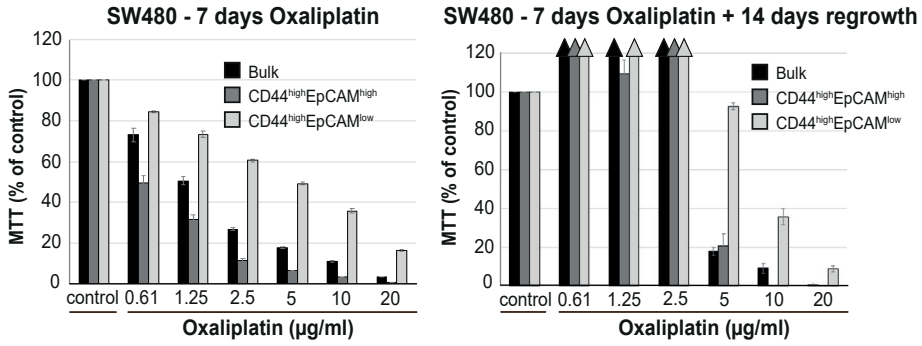 SW480 - 7 days Oxaliplatin
MTT (% of control)
120
100
80
60
40
20
0
Bulk
CD44highEpCAMhigh
CD44highEpCAMlow
control 0.61 1.25 2.5 5 10 20
Oxaliplatin (µg/ml)
SW480 - 7 days Oxaliplatin + 14 days regrowth
MTT (% of control)
120
100
80
60
40
20
0
Bulk
CD44highEpCAMhigh
CD44highEpCAMlow
control 0.61 1.25 2.5 5 10 20
Oxaliplatin (µg/ml)